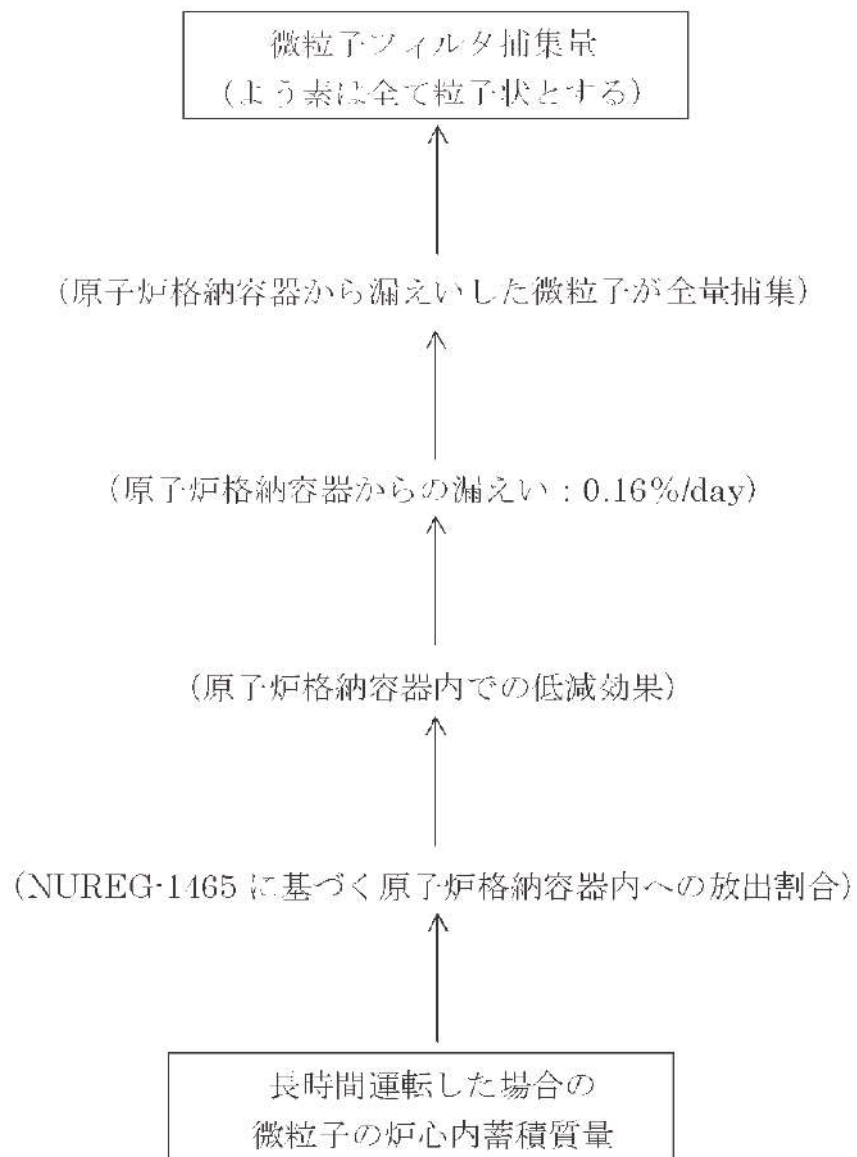 微粒子フィルタ捕集量
(よう素は全て粒子状とする)
(原子炉格納容器から漏えいした微粒子が全量捕集)
(原子炉格納容器からの漏えい:0.16%/day)
(原子炉格納容器内での低減効果)
(NUREG-1465 に基づく原子炉格納容器内への放出割合)
長時間運転した場合の
微粒子の炉心内蓄積質量